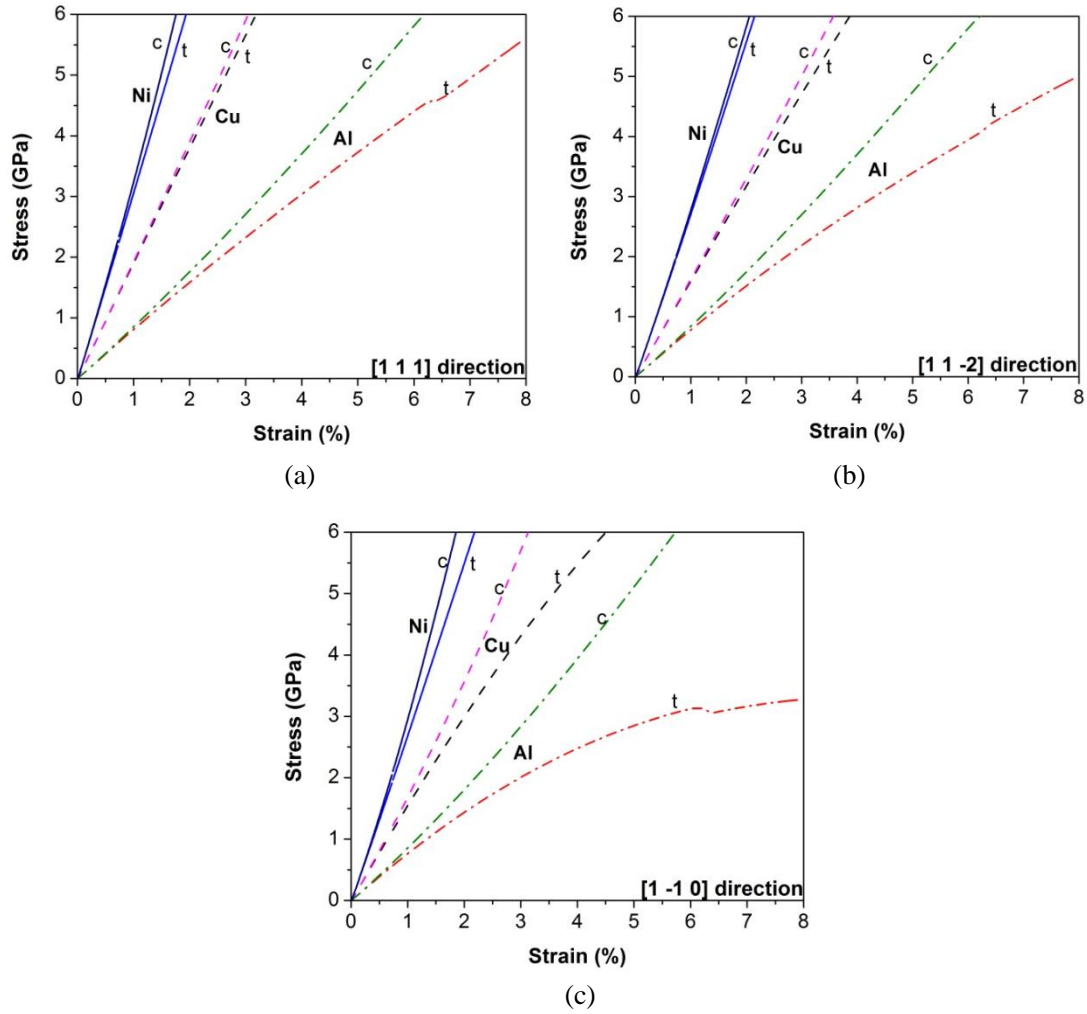 6
5
4
3
2
1
0
Stress (GPa)
c
t
c
t
c
t
Ni
Cu
Al
[1 1 1] direction
0 1 2 3 4 5 6 7 8
Strain (%)
(a)
6
5
4
3
2
1
0
Stress (GPa)
c
t
c
t
c
t
Ni
Cu
Al
[1 1 -2] direction
0 1 2 3 4 5 6 7 8
Strain (%)
(b)
6
5
4
3
2
1
0
Stress (GPa)
c
t
c
t
c
t
Ni
Cu
Al
[1 -1 0] direction
0 1 2 3 4 5 6 7 8
Strain (%)
(c)